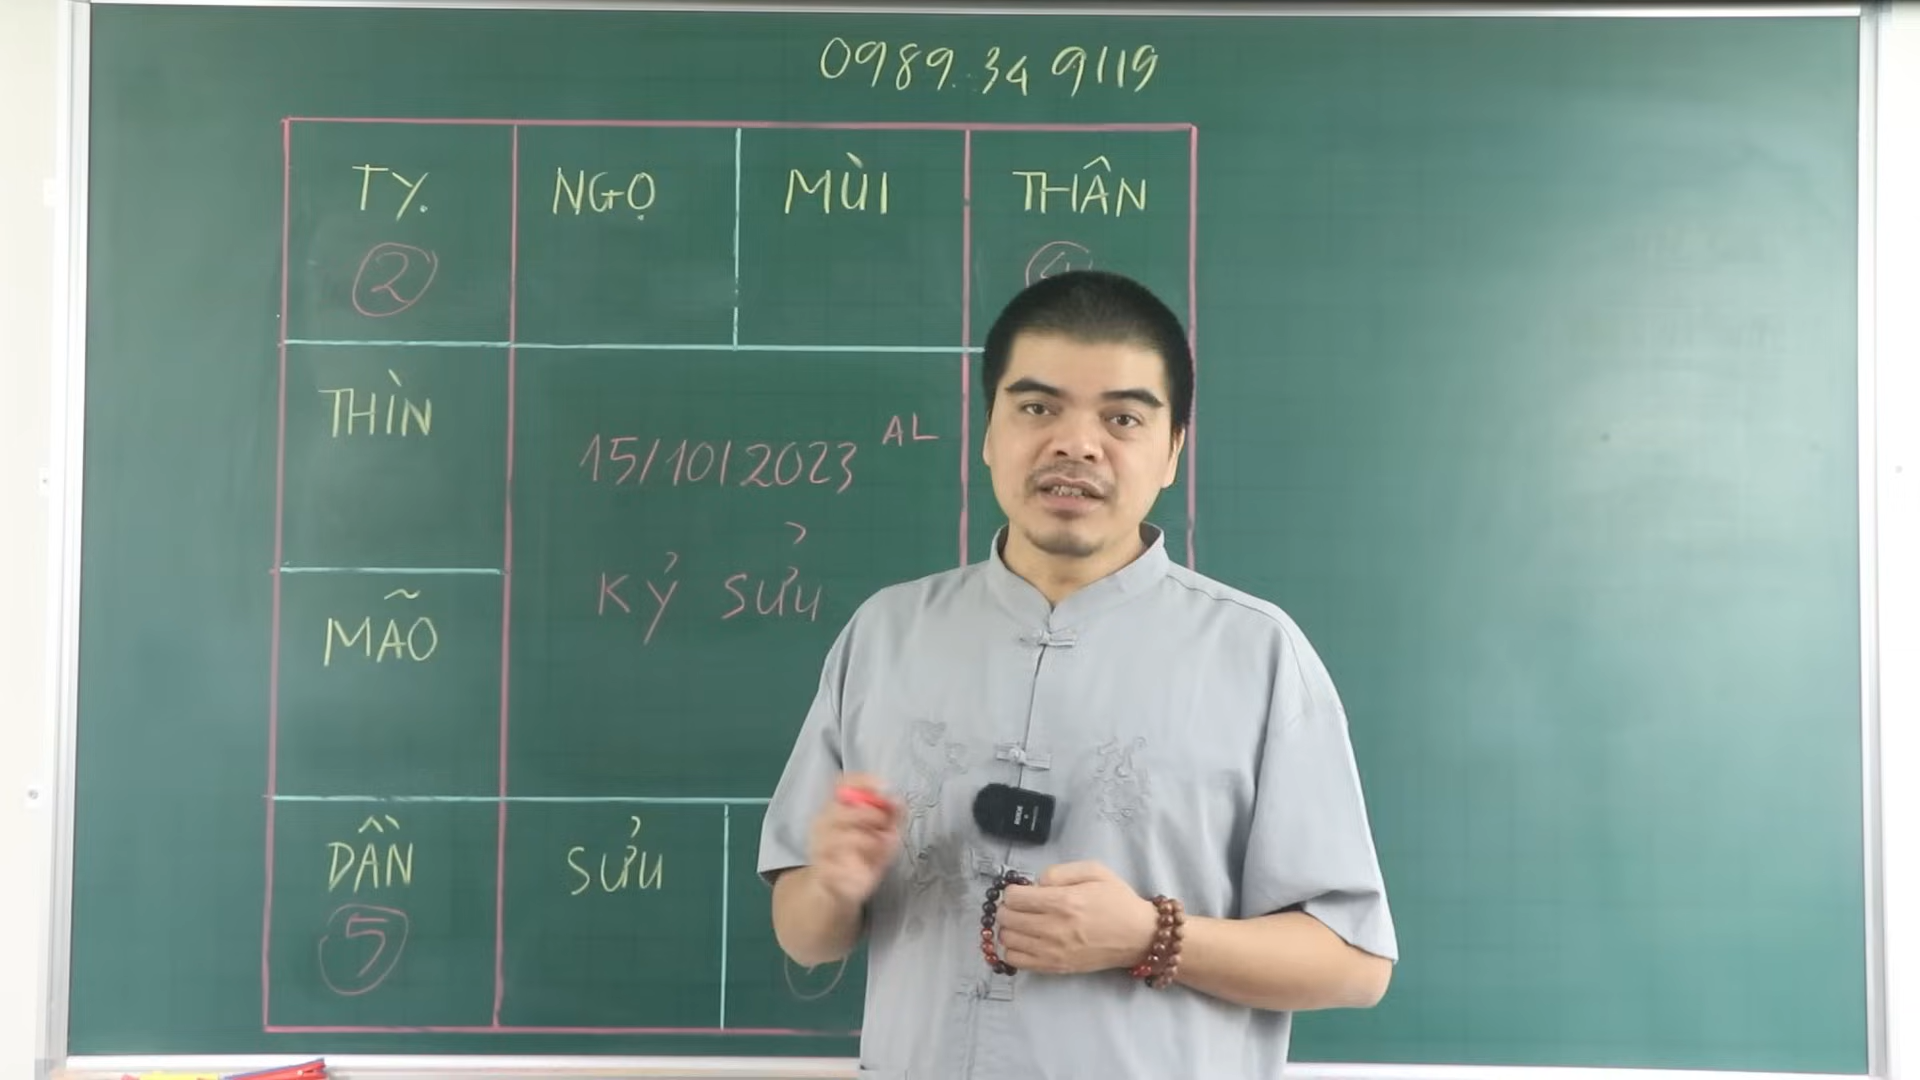 0989.34 9119
TỴ
NGỌ
MÙI
THÂN
2
THÌN
15/10/2023 AL
KỶ SỬU
MÃO
DẦN
SỬU
5
RODE